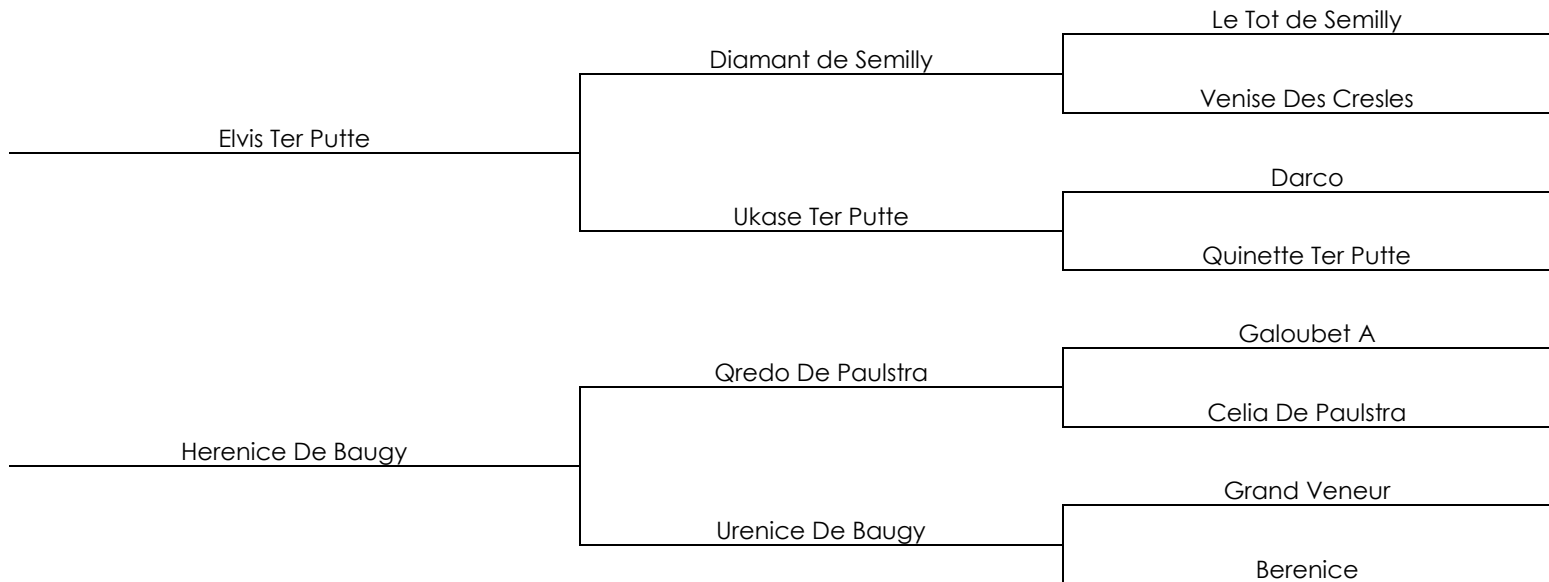 Le Tot de Semilly
Diamant de Semilly
Venise Des Cresles
Elvis Ter Putte
Darco
Ukase Ter Putte
Quinette Ter Putte
Galoubet A
Qredo De Paulstra
Celia De Paulstra
Herenice De Baugy
Grand Veneur
Urenice De Baugy
Berenice